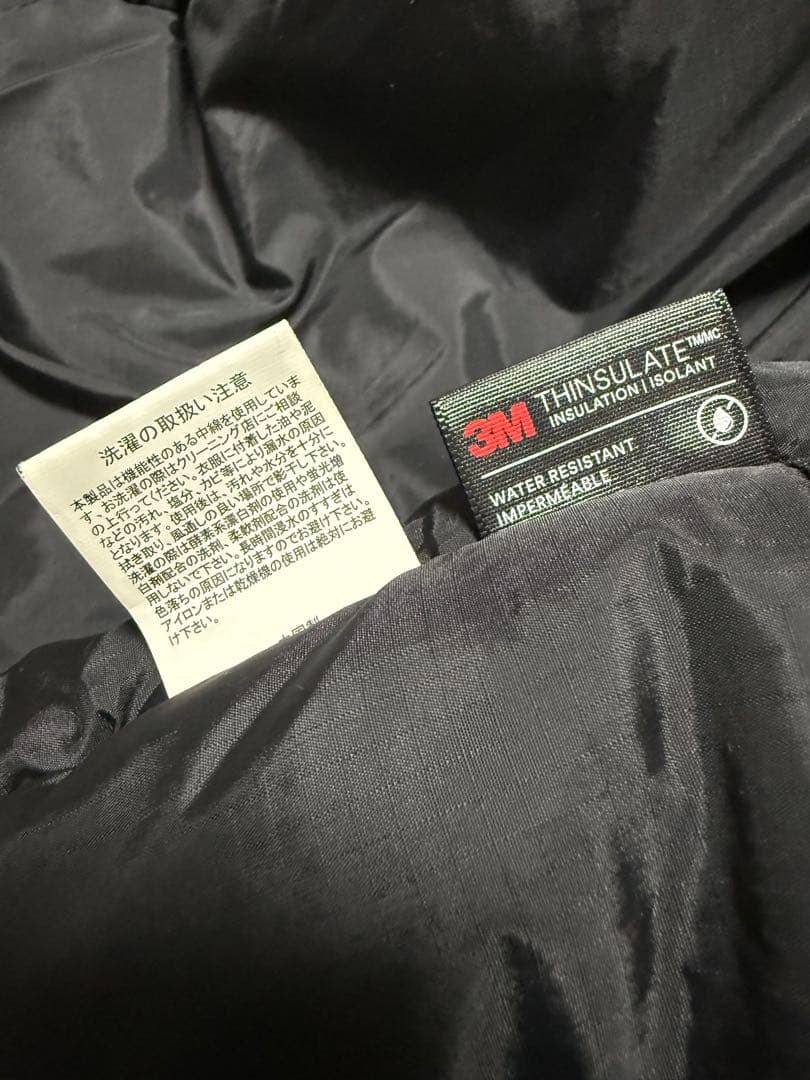 洗濯の取扱い注意
本製品は機能性のある中綿を使用していま
す。お洗濯の際はクリーニング店に一相談
の上行ってください。衣服に付着した油や泥
などの汚れ、塩分、カビ等により漏水の原因
となります。使用後は、汚れや水分を十分に
拭き取り、風通しの良い場所で乾干し下さい。
洗濯の際は酵素系漂白剤の使用や蛍光増
白剤配合の洗剤、柔軟剤配合の洗剤は使
用しないで下さい。長時間浸水のすすぎは
色落ちの原因になりますのでお避け下さい。
アイロンまたは乾燥機の使用は絶対にお避
け下さい。
3M THINSULATE™/MC
INSULATION | ISOLANT
WATER RESISTANT
IMPERMÉABLE